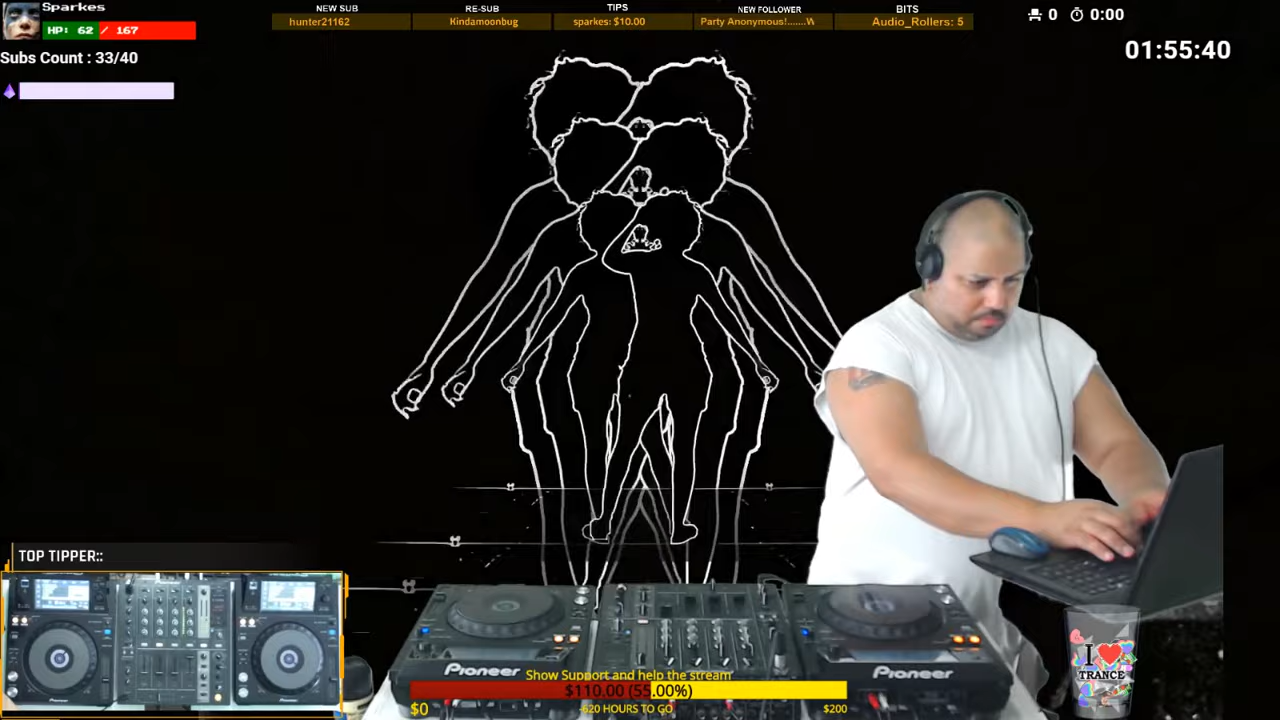 Sparkes
HP: 62 / 167
Subs Count : 33/40
NEW SUB
hunter21162
RE-SUB
Kindamoonbug
TIPS
sparkes: $10.00
NEW FOLLOWER
Party Anonymous!.......W
BITS
Audio_Rollers: 5
0
0:00
01:55:40
TOP TIPPER::
Pioneer
Pioneer
I
TRANCE
Show Support and help the stream
$110.00 (55.00%)
$0
-620 HOURS TO GO
$200